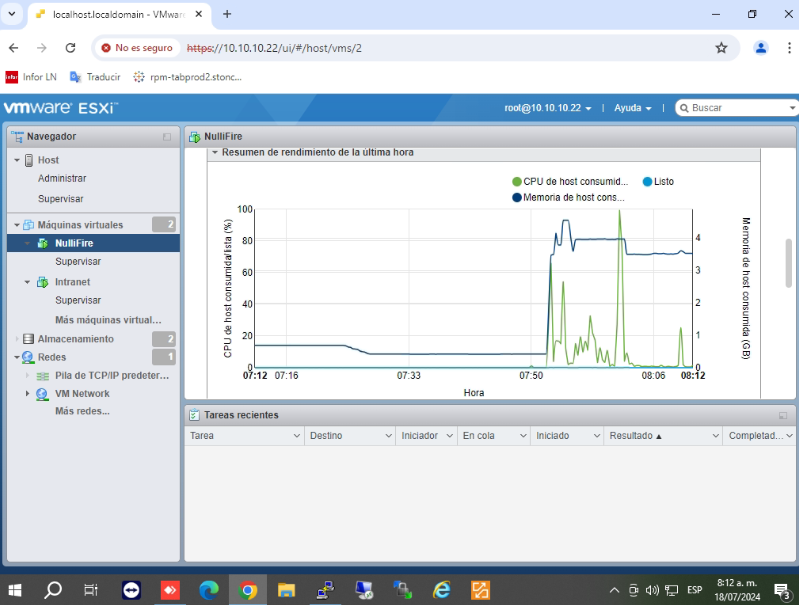 localhost.localdomain - VMwar
No es seguro https://10.10.10.22/ui/#/host/vms/2
Infor LN Traducir rpm-tabprod2.stonc...
vmware ESXi™ root@10.10.10.22 Ayuda Buscar
Navegador
Host
Administrar
Supervisar
Máquinas virtuales 2
NulliFire
Supervisar
Intranet
Supervisar
Más máquinas virtual...
Almacenamiento 2
Redes 1
Pila de TCP/IP predeter...
VM Network
Más redes...
NulliFire
Resumen de rendimiento de la última hora
CPU de host consumid... Listo
Memoria de host cons...
CPU de host consumida/lista (%)
100
80
60
40
20
0
Memoria de host consumida (GB)
4
3
2
1
0
07:12 07:16 07:33 07:50 08:06 08:12
Hora
Tareas recientes
Tarea Destino Iniciador En cola Iniciado Resultado ▲ Completad...
ESP
8:12 a. m.
18/07/2024
3